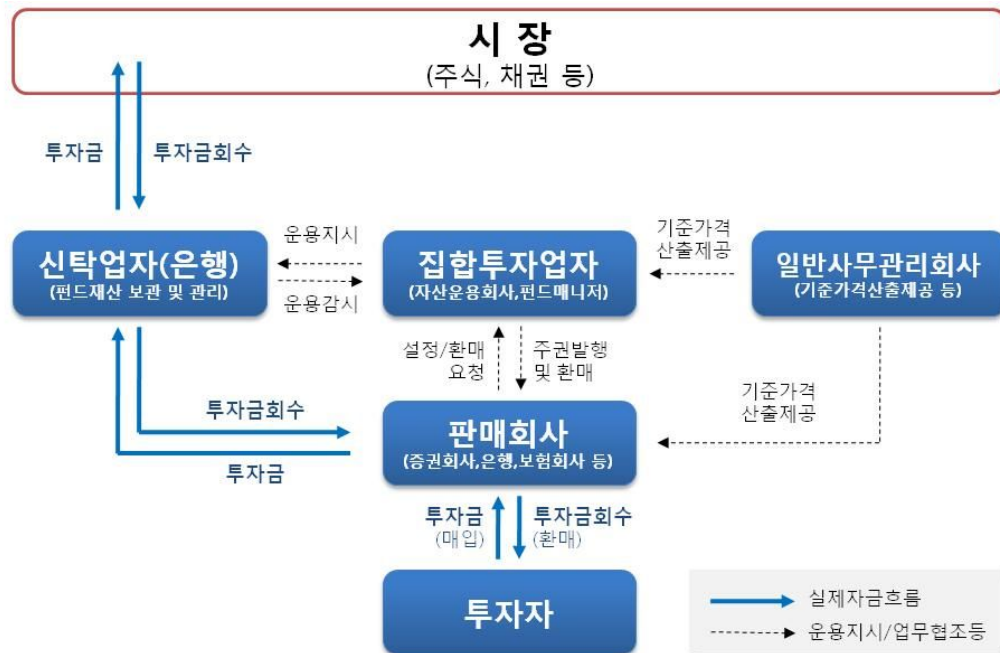 시 장
(주식, 채권 등)
투자금
투자금회수
신탁업자(은행)
(펀드재산 보관 및 관리)
운용지시
운용감시
집합투자업자
(자산운용회사,펀드매니저)
기준가격
산출제공
일반사무관리회사
(기준가격산출제공 등)
설정/환매
요청
주권발행
및 환매
기준가격
산출제공
투자금회수
투자금
판매회사
(증권회사,은행,보험회사 등)
투자금
(매입)
투자금회수
(환매)
투자자
실제자금흐름
운용지시/업무협조등